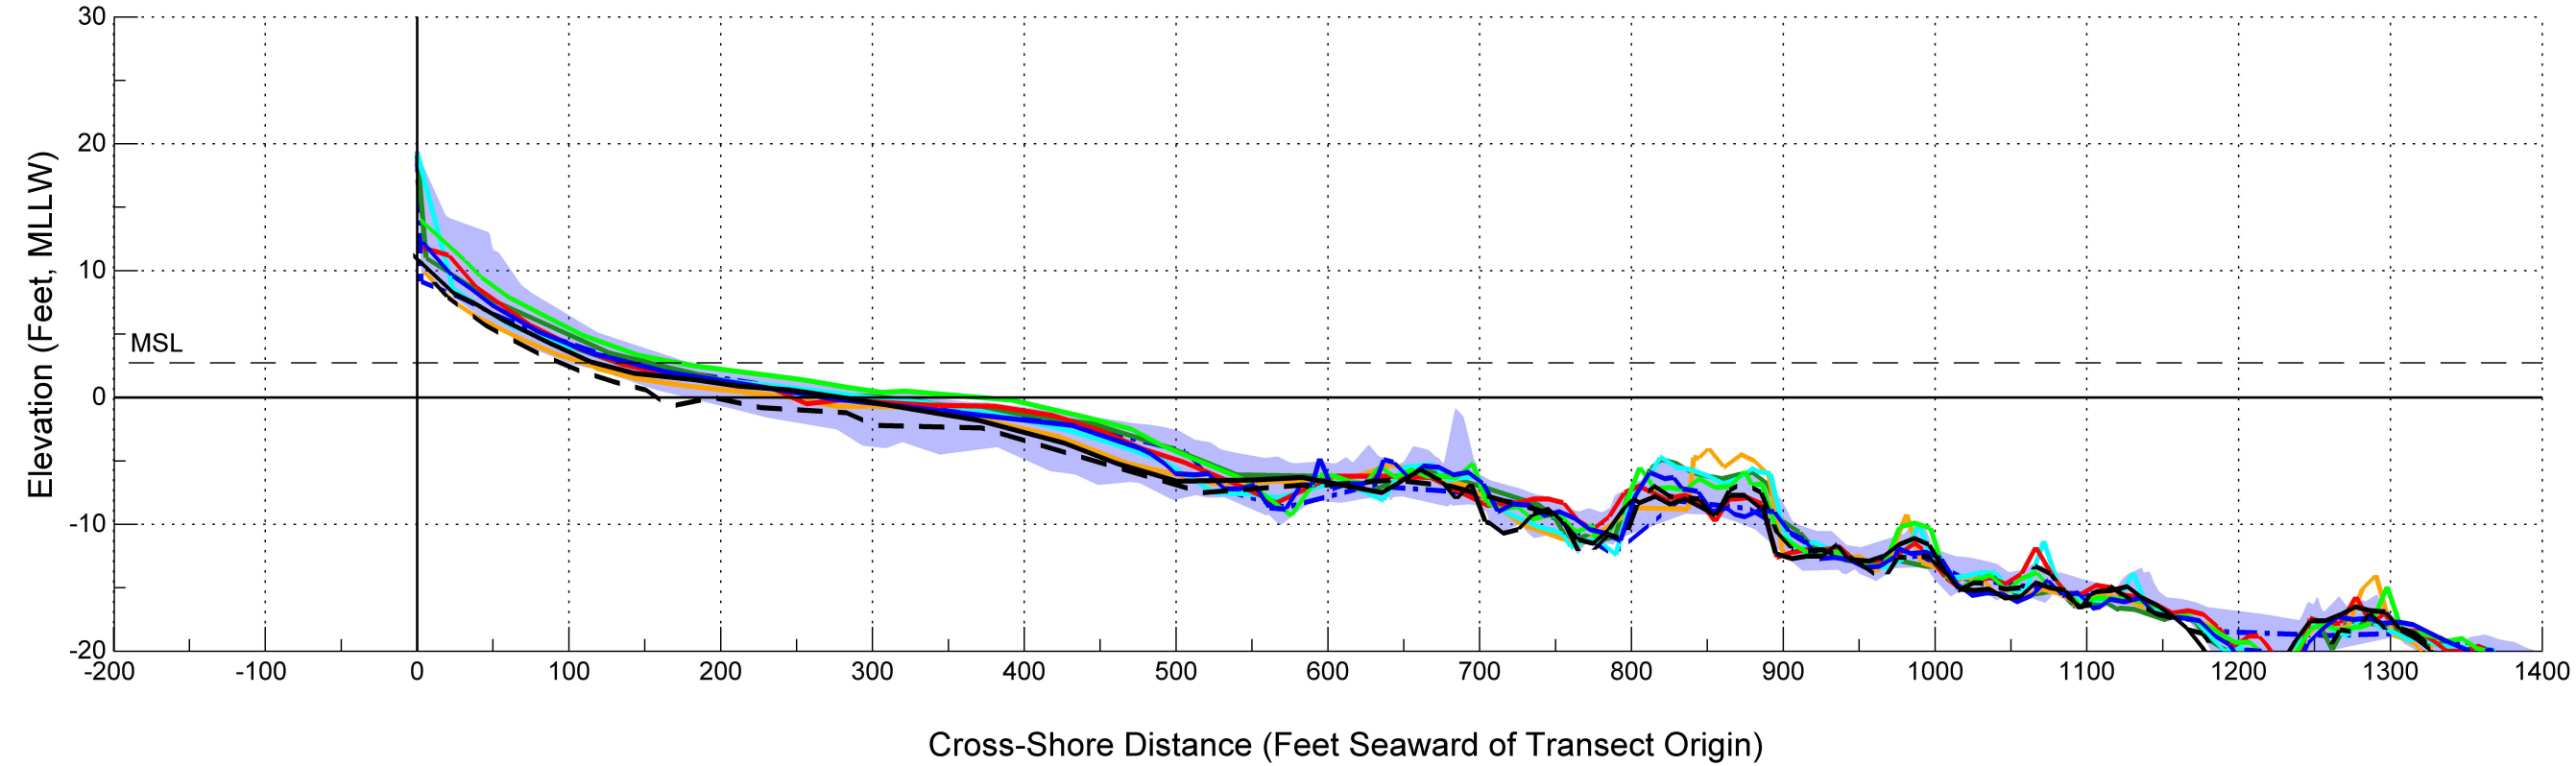 30
20
10
0
-10
-20
Elevation (Feet, MLLW)
MSL
-200 -100 0 100 200 300 400 500 600 700 800 900 1000 1100 1200 1300 1400
Cross-Shore Distance (Feet Seaward of Transect Origin)